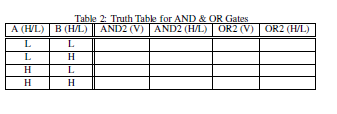 Table 2: Truth Table for AND & OR Gates
A (H/L) B (H/L) AND2 (V) AND2 (H/L) OR2 (V) OR2 (H/L)
L L
L H
H L
H H